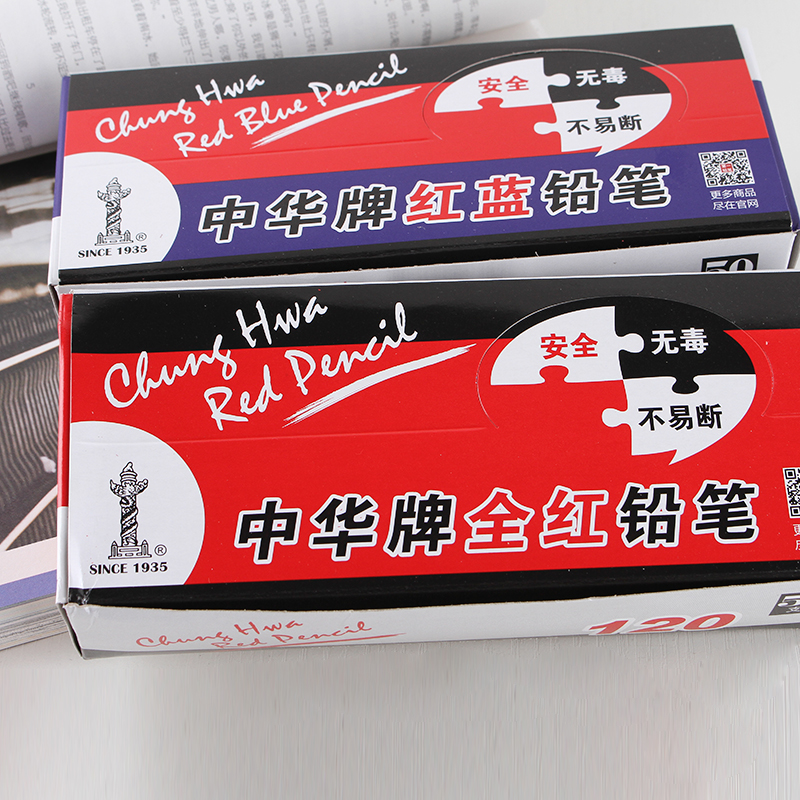 Chung Hwa
Red Blue Pencil
安全
无毒
不易断
中华牌红蓝铅笔
®
SINCE 1935
更多商品
尽在官网
50
Chung Hwa
Red Pencil
安全
无毒
不易断
中华牌全红铅笔
®
SINCE 1935
Chung Hwa
Red Pencil
120